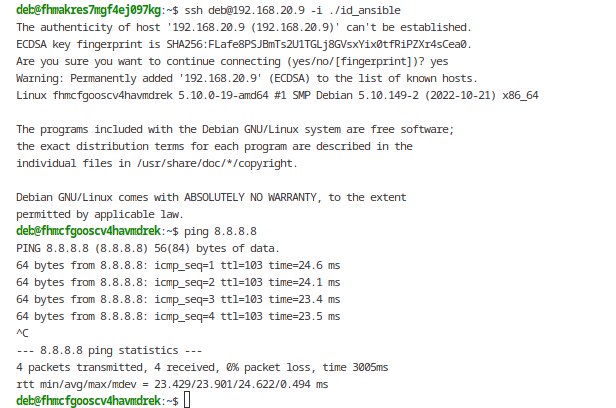 deb@fhmakres7mgf4ej097kg:~$ ssh deb@192.168.20.9 -i ./id_ansible
The authenticity of host '192.168.20.9 (192.168.20.9)' can't be established.
ECDSA key fingerprint is SHA256:FLafe8PSJBmTs2U1TGLj8GVsxYix0tfRiPZXr4sCea0.
Are you sure you want to continue connecting (yes/no/[fingerprint])? yes
Warning: Permanently added '192.168.20.9' (ECDSA) to the list of known hosts.
Linux fhmcfgooscv4havmdrek 5.10.0-19-amd64 #1 SMP Debian 5.10.149-2 (2022-10-21) x86_64
The programs included with the Debian GNU/Linux system are free software;
the exact distribution terms for each program are described in the
individual files in /usr/share/doc/*/copyright.
Debian GNU/Linux comes with ABSOLUTELY NO WARRANTY, to the extent
permitted by applicable law.
deb@fhmcfgooscv4havmdrek:~$ ping 8.8.8.8
PING 8.8.8.8 (8.8.8.8) 56(84) bytes of data.
64 bytes from 8.8.8.8: icmp_seq=1 ttl=103 time=24.6 ms
64 bytes from 8.8.8.8: icmp_seq=2 ttl=103 time=24.1 ms
64 bytes from 8.8.8.8: icmp_seq=3 ttl=103 time=23.4 ms
64 bytes from 8.8.8.8: icmp_seq=4 ttl=103 time=23.5 ms
^C
--- 8.8.8.8 ping statistics ---
4 packets transmitted, 4 received, 0% packet loss, time 3005ms
rtt min/avg/max/mdev = 23.429/23.901/24.622/0.494 ms
deb@fhmcfgooscv4havmdrek:~$